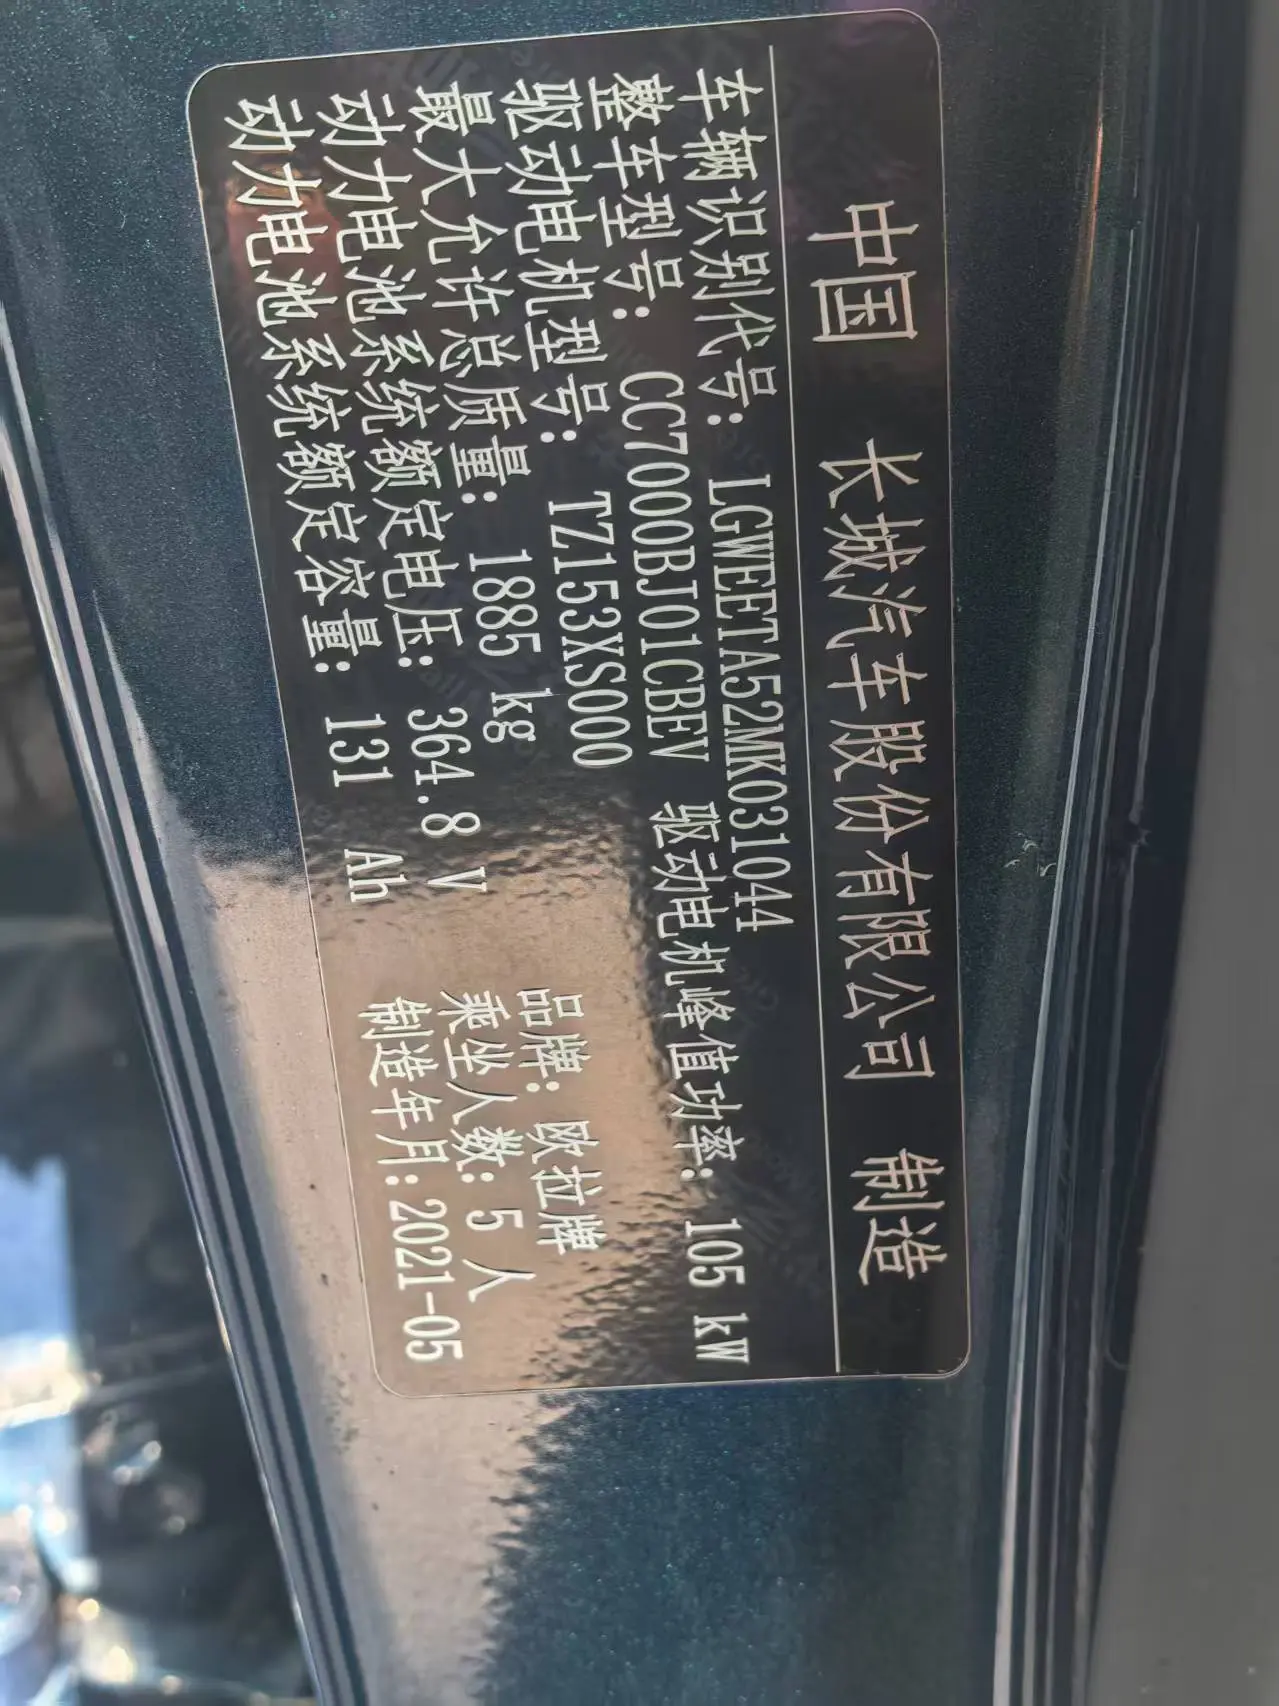 中国 长城汽车股份有限公司 制造
车辆识别代号: LGWEETA52MK031044
整车型号: CC7000BJ01CBEV 驱动电机峰值功率: 105 kW
驱动电机型号: TZ153XS000
最大允许总质量: 1885 kg 品牌: 欧拉牌
动力电池系统额定电压: 364.8 V 乘坐人数: 5 人
动力电池系统额定容量: 131 Ah 制造年月: 2021-05